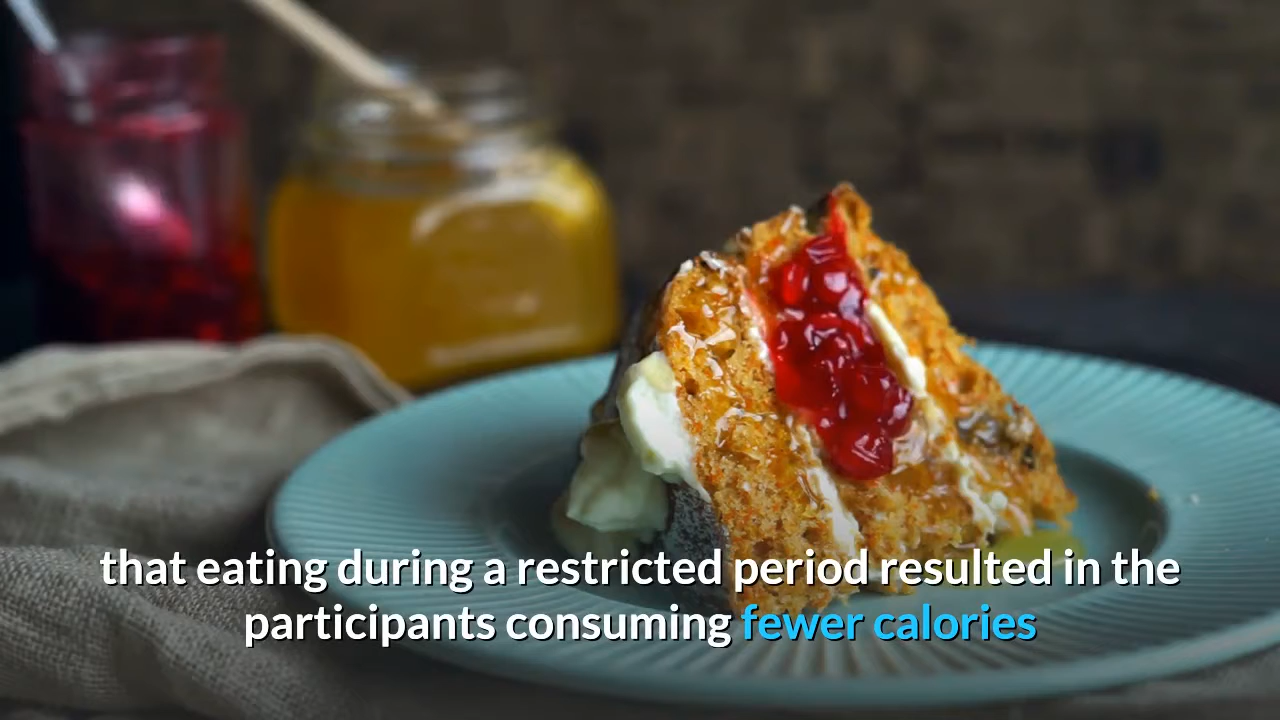 that eating during a restricted period resulted in the
participants consuming fewer calories